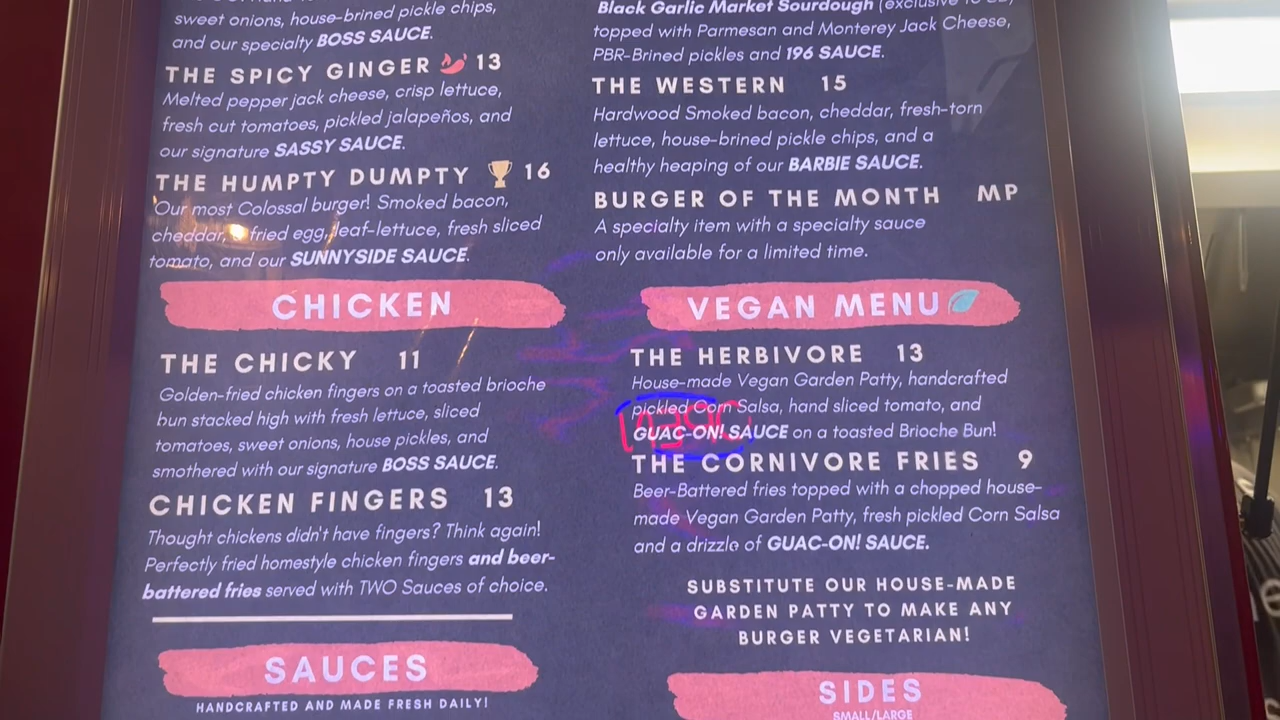 sweet onions, house-brined pickle chips,
and our specialty BOSS SAUCE.
THE SPICY GINGER 13
Melted pepper jack cheese, crisp lettuce,
fresh cut tomatoes, pickled jalapeños, and
our signature SASSY SAUCE.
THE HUMPTY DUMPTY 16
Our most Colossal burger! Smoked bacon,
cheddar, a fried egg, leaf-lettuce, fresh sliced
tomato, and our SUNNYSIDE SAUCE.
CHICKEN
THE CHICKY 11
Golden-fried chicken fingers on a toasted brioche
bun stacked high with fresh lettuce, sliced
tomatoes, sweet onions, house pickles, and
smothered with our signature BOSS SAUCE.
CHICKEN FINGERS 13
Thought chickens didn't have fingers? Think again!
Perfectly fried homestyle chicken fingers and beer-
battered fries served with TWO Sauces of choice.
SAUCES
HANDCRAFTED AND MADE FRESH DAILY!
Black Garlic Market Sourdough (exclusive to
topped with Parmesan and Monterey Jack Cheese,
PBR-Brined pickles and 196 SAUCE.
THE WESTERN 15
Hardwood Smoked bacon, cheddar, fresh-torn
lettuce, house-brined pickle chips, and a
healthy heaping of our BARBIE SAUCE.
BURGER OF THE MONTH MP
A specialty item with a specialty sauce
only available for a limited time.
VEGAN MENU
THE HERBIVORE 13
House-made Vegan Garden Patty, handcrafted
pickled Corn Salsa, hand sliced tomato, and
GUAC-ON! SAUCE on a toasted Brioche Bun!
THE CORNIVORE FRIES 9
Beer-Battered fries topped with a chopped house-
made Vegan Garden Patty, fresh pickled Corn Salsa
and a drizzle of GUAC-ON! SAUCE.
SUBSTITUTE OUR HOUSE-MADE
GARDEN PATTY TO MAKE ANY
BURGER VEGETARIAN!
SIDES
SMALL/LARGE